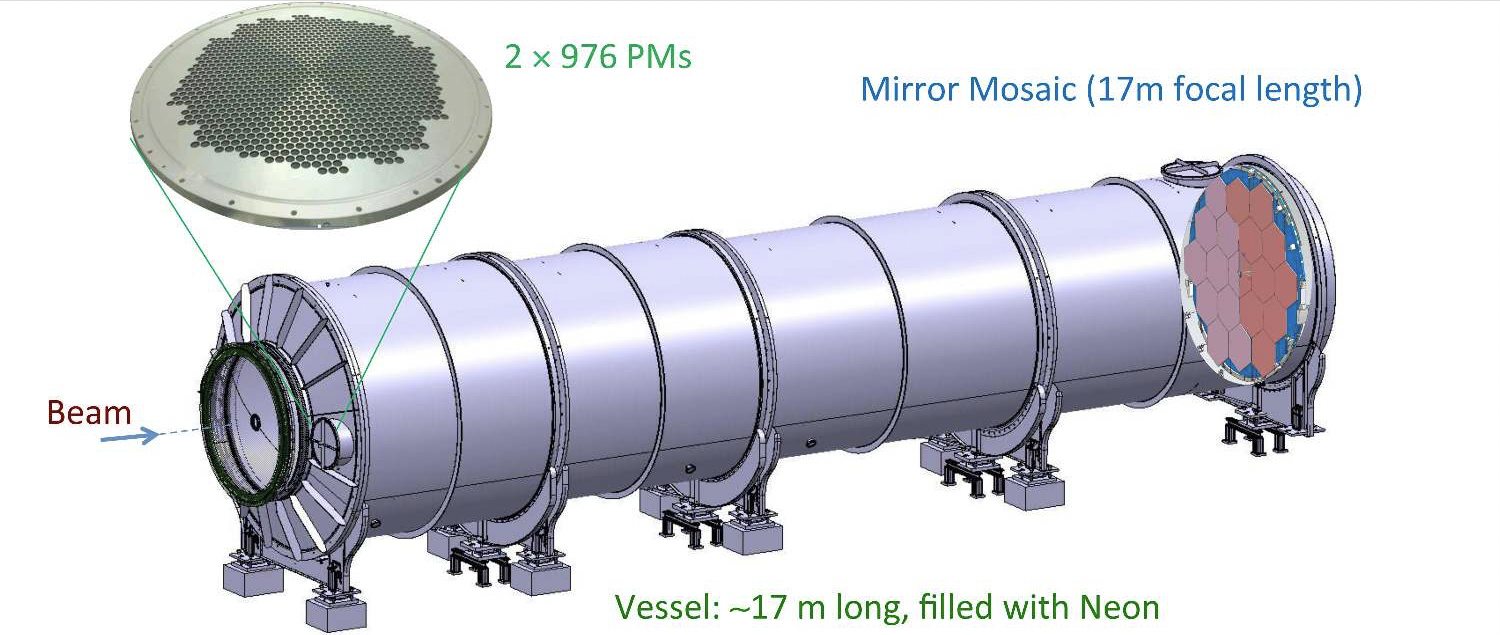 2 × 976 PMs
Mirror Mosaic (17m focal length)
Beam
Vessel: ~17 m long, filled with Neon